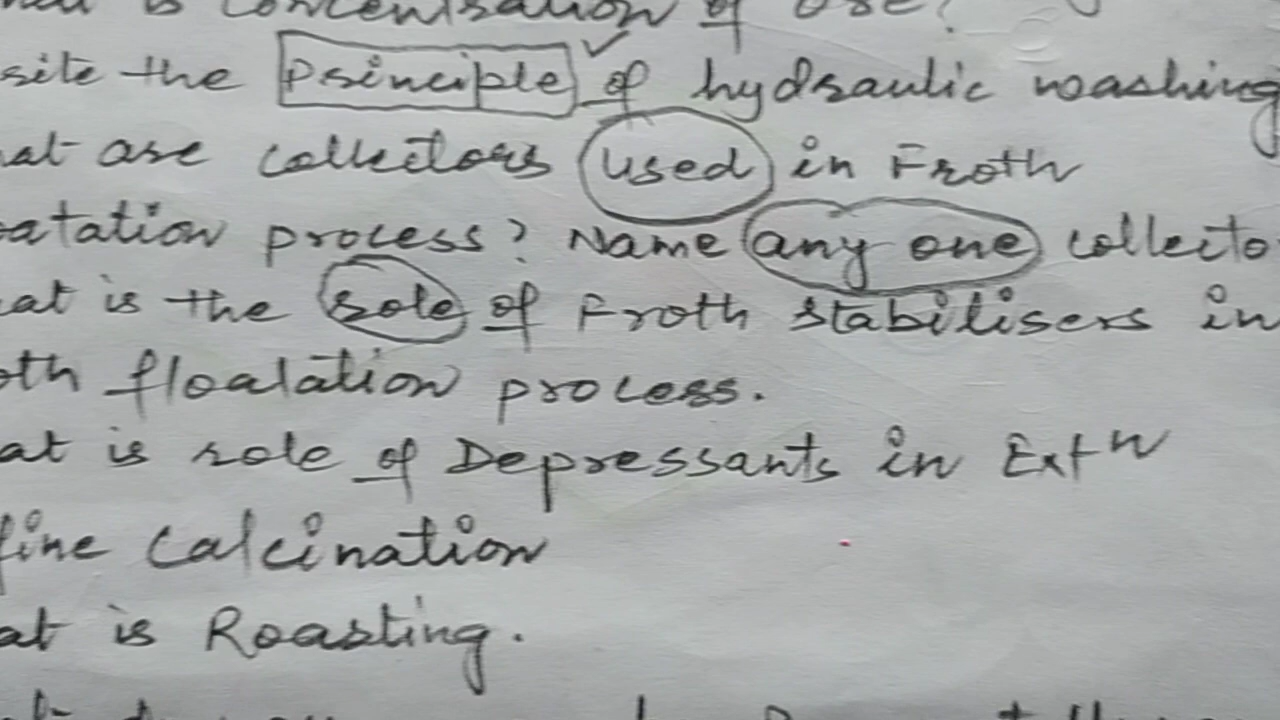 is concentration of ore?
site the principle of hydraulic washing
at are collectors used in Froth
atation process? Name any one collecto
at is the role of Froth stabilisers in
oth floatation process.
at is role of Depressants in Extn
fine Calcination
at is Roasting.